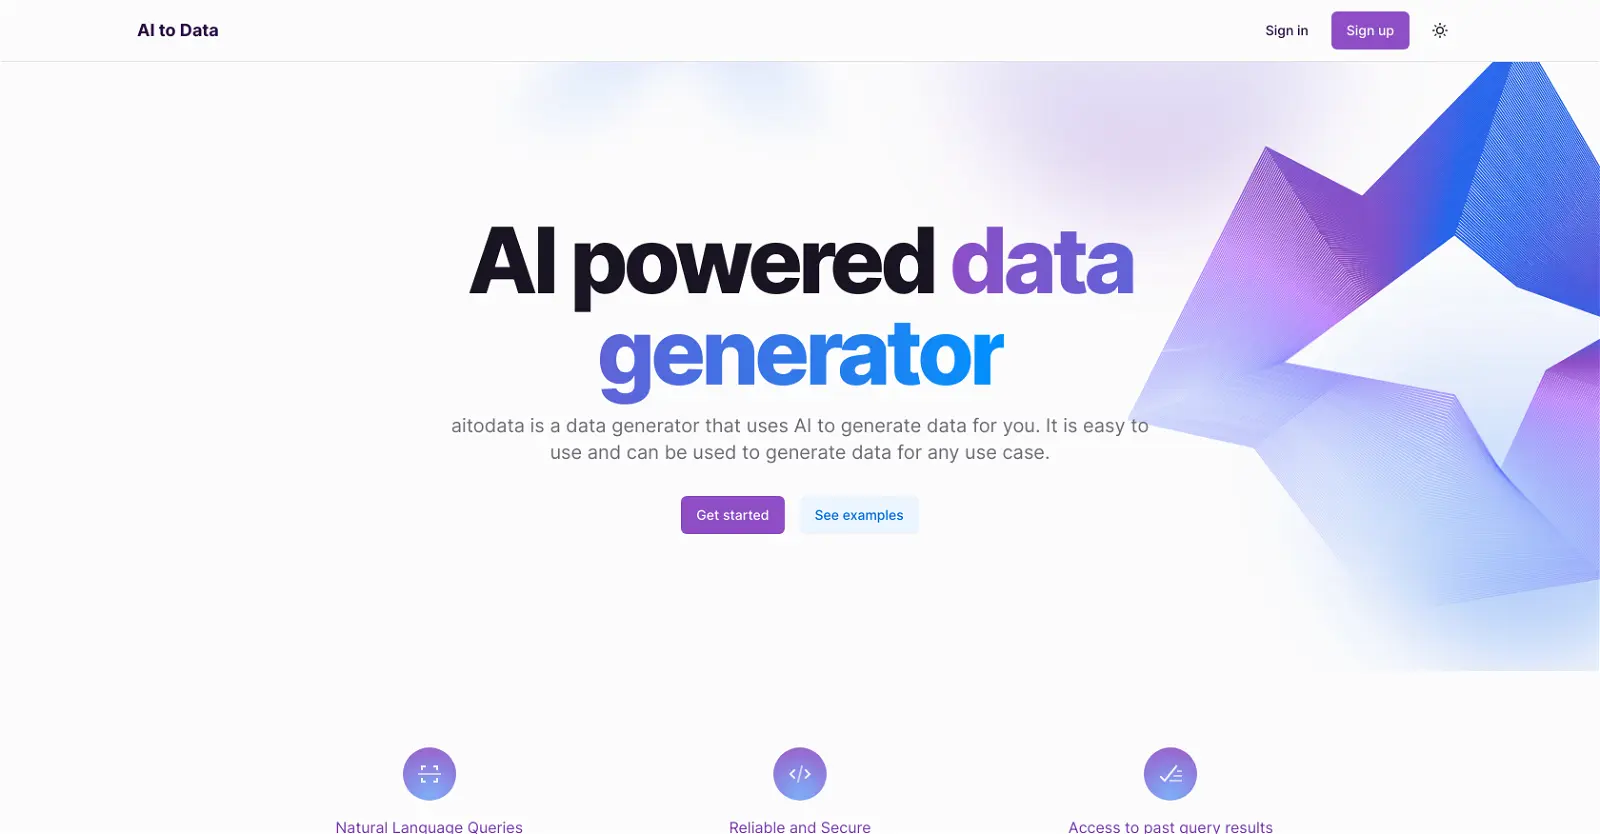 AI to Data
Sign in
Sign up
AI powered data
generator
aitodata is a data generator that uses AI to generate data for you. It is easy to
use and can be used to generate data for any use case.
Get started
See examples
Natural Language Queries
Reliable and Secure
Access to past query results